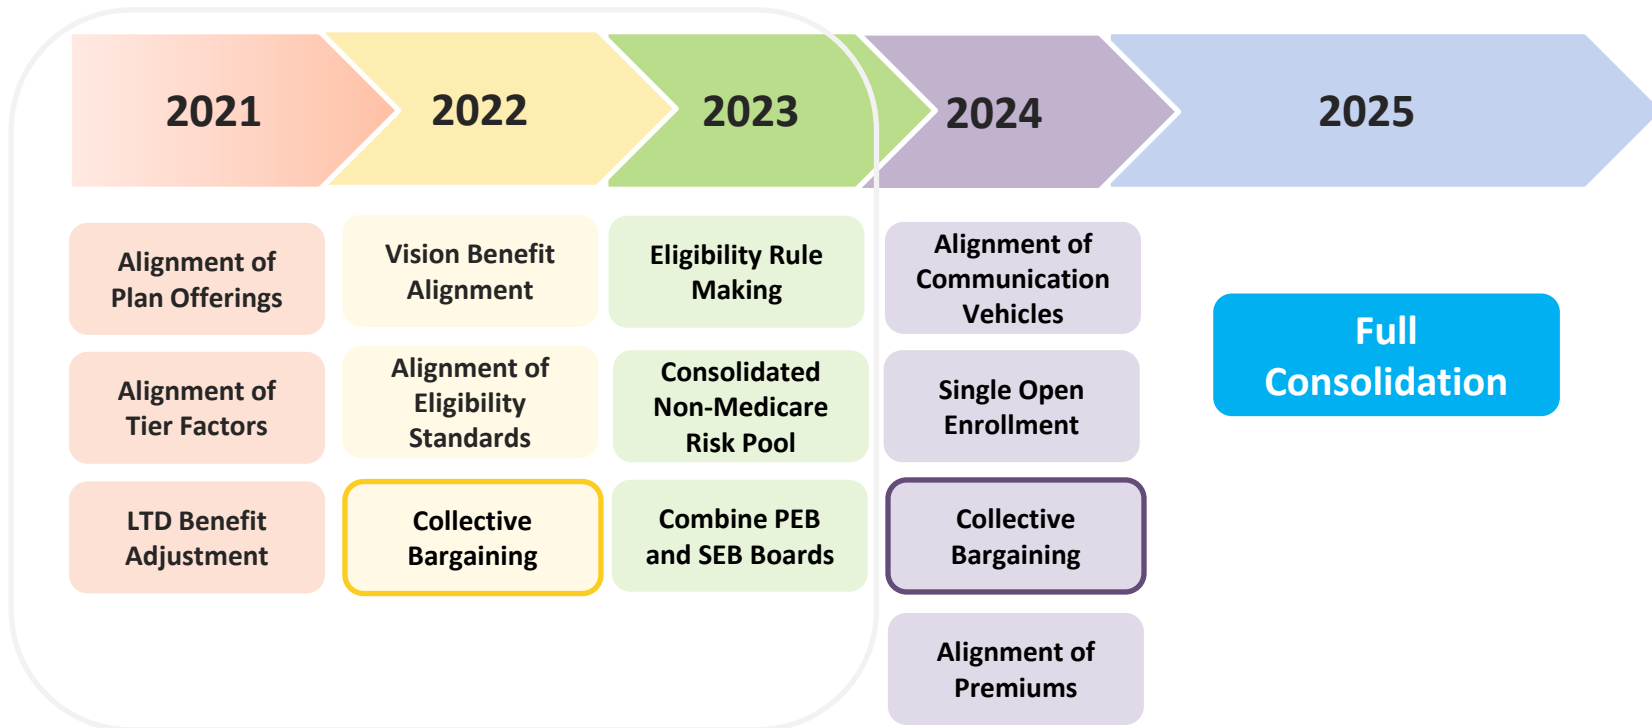 2021
2022
2023
2024
2025
Alignment of
Plan Offerings
Alignment of
Tier Factors
LTD Benefit
Adjustment
Vision Benefit
Alignment
Alignment of
Eligibility
Standards
Collective
Bargaining
Eligibility Rule
Making
Consolidated
Non-Medicare
Risk Pool
Combine PEB
and SEB Boards
Alignment of
Communication
Vehicles
Single Open
Enrollment
Collective
Bargaining
Alignment of
Premiums
Full
Consolidation